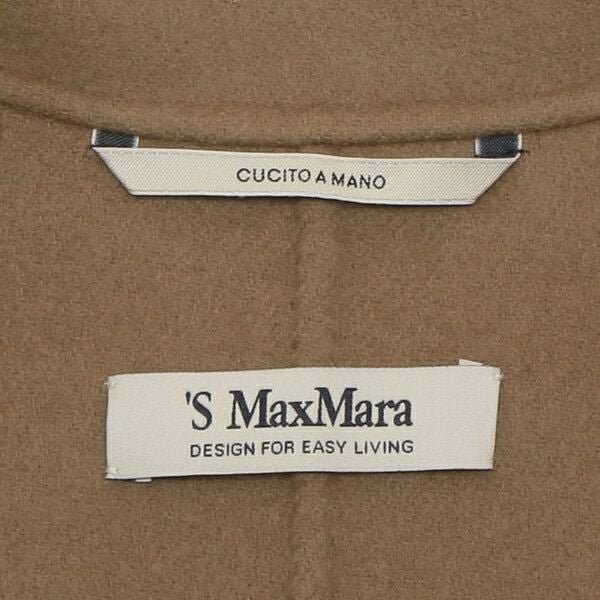 CUCITO A MANO
'S MaxMara
DESIGN FOR EASY LIVING